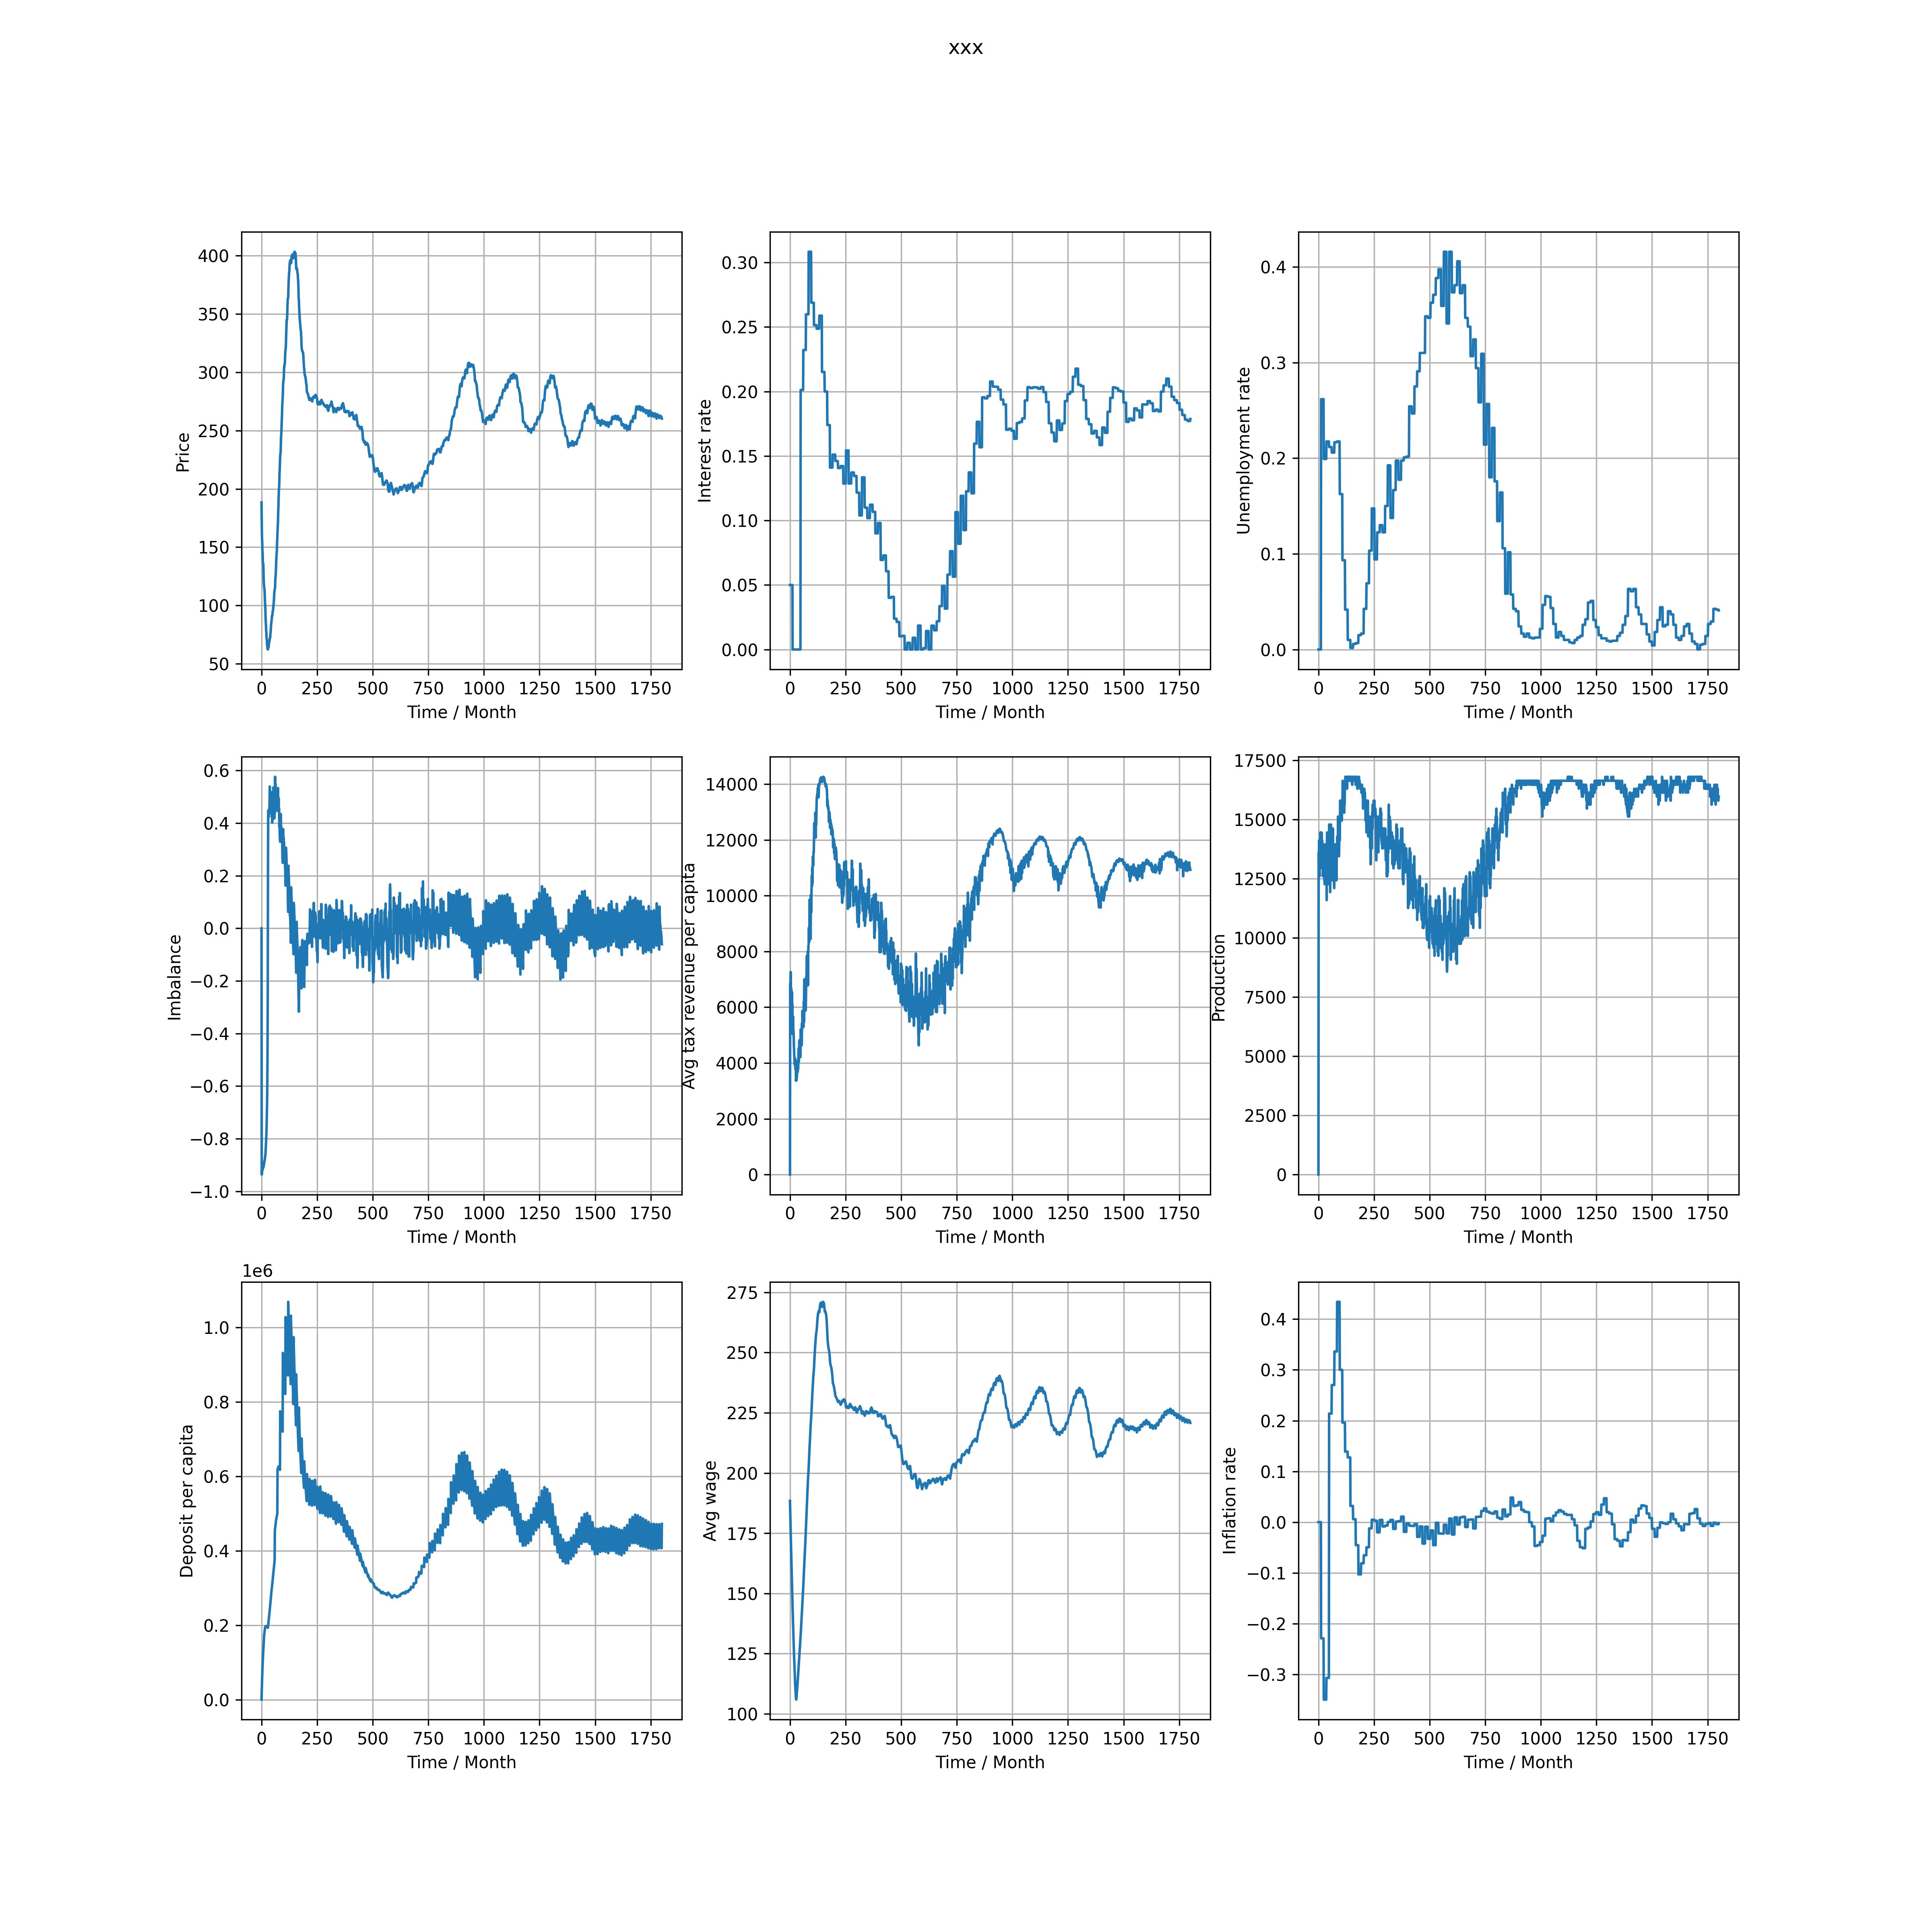 xxx
Price
400
350
300
250
200
150
100
50
0 250 500 750 1000 1250 1500 1750
Time / Month
Interest rate
0.30
0.25
0.20
0.15
0.10
0.05
0.00
0 250 500 750 1000 1250 1500 1750
Time / Month
Unemployment rate
0.4
0.3
0.2
0.1
0.0
0 250 500 750 1000 1250 1500 1750
Time / Month
Imbalance
0.6
0.4
0.2
0.0
−0.2
−0.4
−0.6
−0.8
−1.0
0 250 500 750 1000 1250 1500 1750
Time / Month
Avg tax revenue per capita
14000
12000
10000
8000
6000
4000
2000
0
0 250 500 750 1000 1250 1500 1750
Time / Month
Production
17500
15000
12500
10000
7500
5000
2500
0
0 250 500 750 1000 1250 1500 1750
Time / Month
1e6
Deposit per capita
1.0
0.8
0.6
0.4
0.2
0.0
0 250 500 750 1000 1250 1500 1750
Time / Month
Avg wage
275
250
225
200
175
150
125
100
0 250 500 750 1000 1250 1500 1750
Time / Month
Inflation rate
0.4
0.3
0.2
0.1
0.0
−0.1
−0.2
−0.3
0 250 500 750 1000 1250 1500 1750
Time / Month